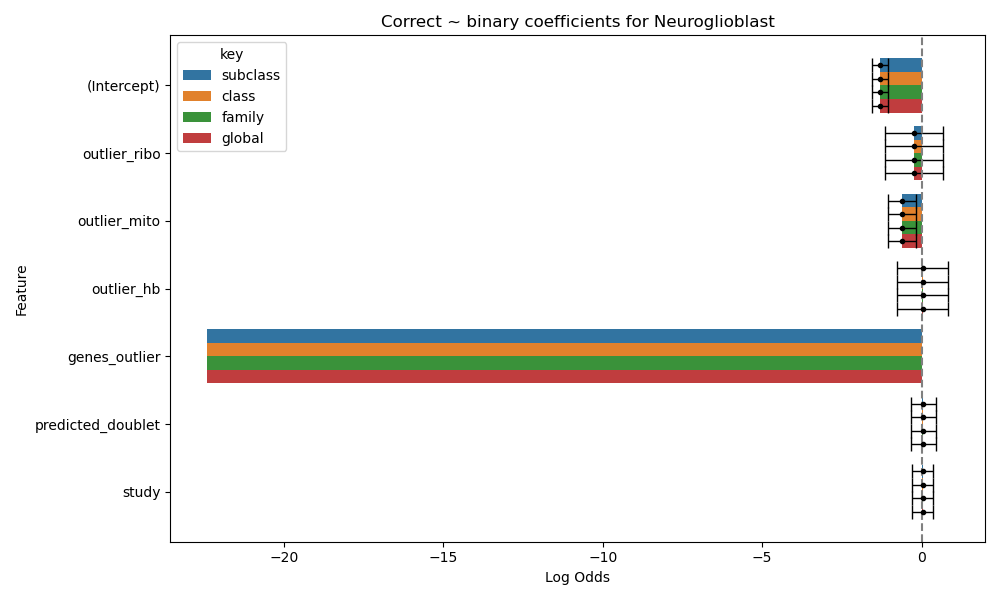 Correct ~ binary coefficients for Neuroglioblast
key
subclass
class
family
global
(Intercept)
outlier_ribo
outlier_mito
outlier_hb
genes_outlier
predicted_doublet
study
Feature
−20
−15
−10
−5
0
Log Odds